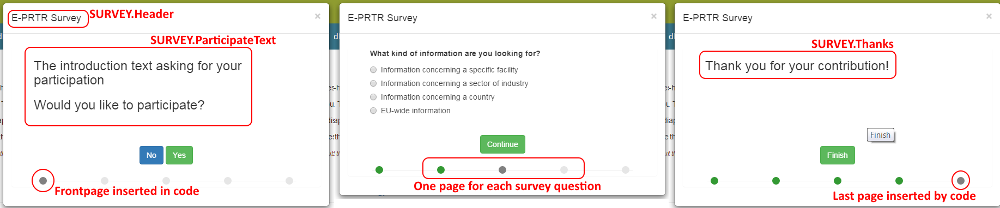 E-PRTR Survey
SURVEY.Header
×
SURVEY.ParticipateText
The introduction text asking for your
participation
Would you like to participate?
No
Yes
Frontpage inserted in code
E-PRTR Survey
×
What kind of information are you looking for?
Information concerning a specific facility
Information concerning a sector of industry
Information concerning a country
EU-wide information
Continue
One page for each survey question
E-PRTR Survey
×
SURVEY.Thanks
Thank you for your contribution!
Finish
Finish
Last page inserted by code